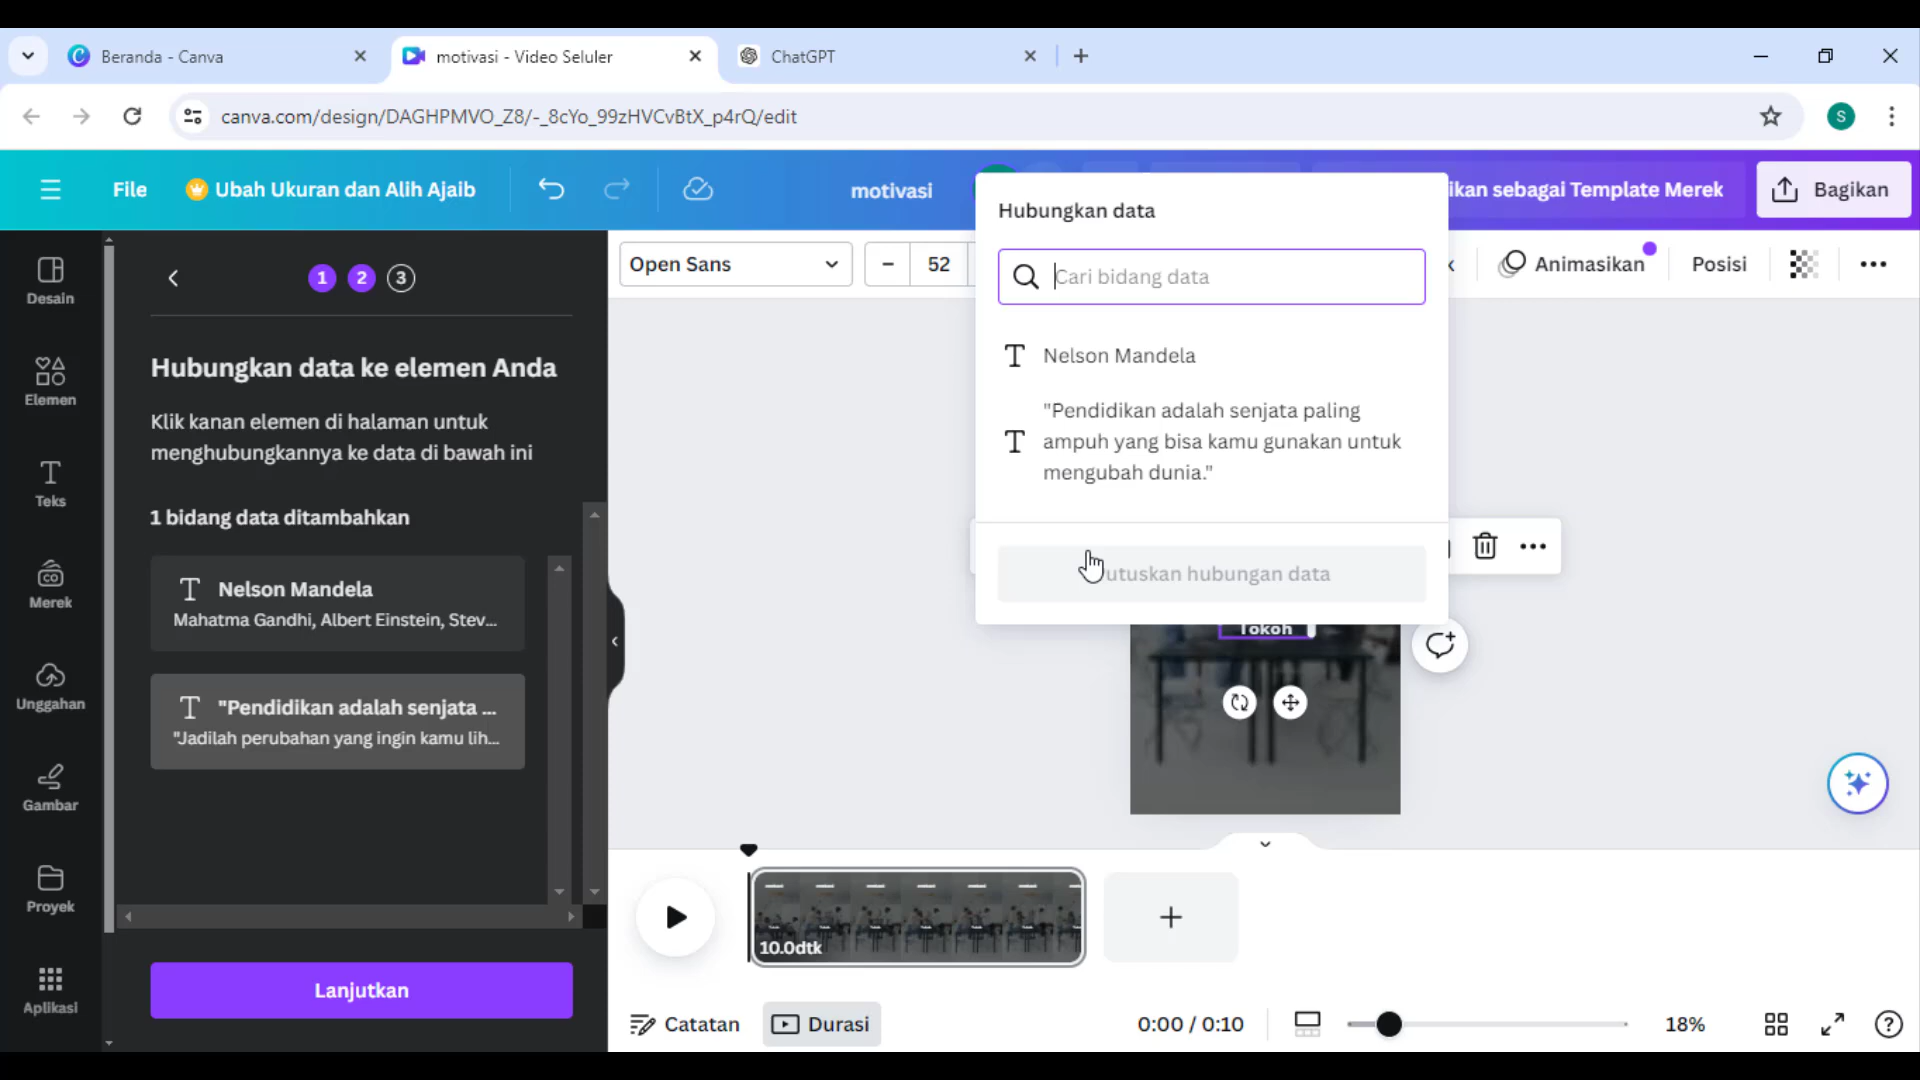 Beranda - Canva
motivasi - Video Seluler
ChatGPT
canva.com/design/DAGHPMVO_Z8/-_8cYo_99zHVCvBtX_p4rQ/edit
S
File
Ubah Ukuran dan Alih Ajaib
motivasi
ikan sebagai Template Merek
Bagikan
Desain
Elemen
Teks
Merek
Unggahan
Gambar
Proyek
Aplikasi
1 2 3
Hubungkan data ke elemen Anda
Klik kanan elemen di halaman untuk
menghubungkannya ke data di bawah ini
1 bidang data ditambahkan
Nelson Mandela
Mahatma Gandhi, Albert Einstein, Stev...
"Pendidikan adalah senjata ...
"Jadilah perubahan yang ingin kamu lih...
Lanjutkan
Open Sans
52
Animasikan
Posisi
Hubungkan data
Cari bidang data
Nelson Mandela
"Pendidikan adalah senjata paling
ampuh yang bisa kamu gunakan untuk
mengubah dunia."
utuskan hubungan data
Tokoh
10.0dtk
Catatan
Durasi
0:00 / 0:10
18%